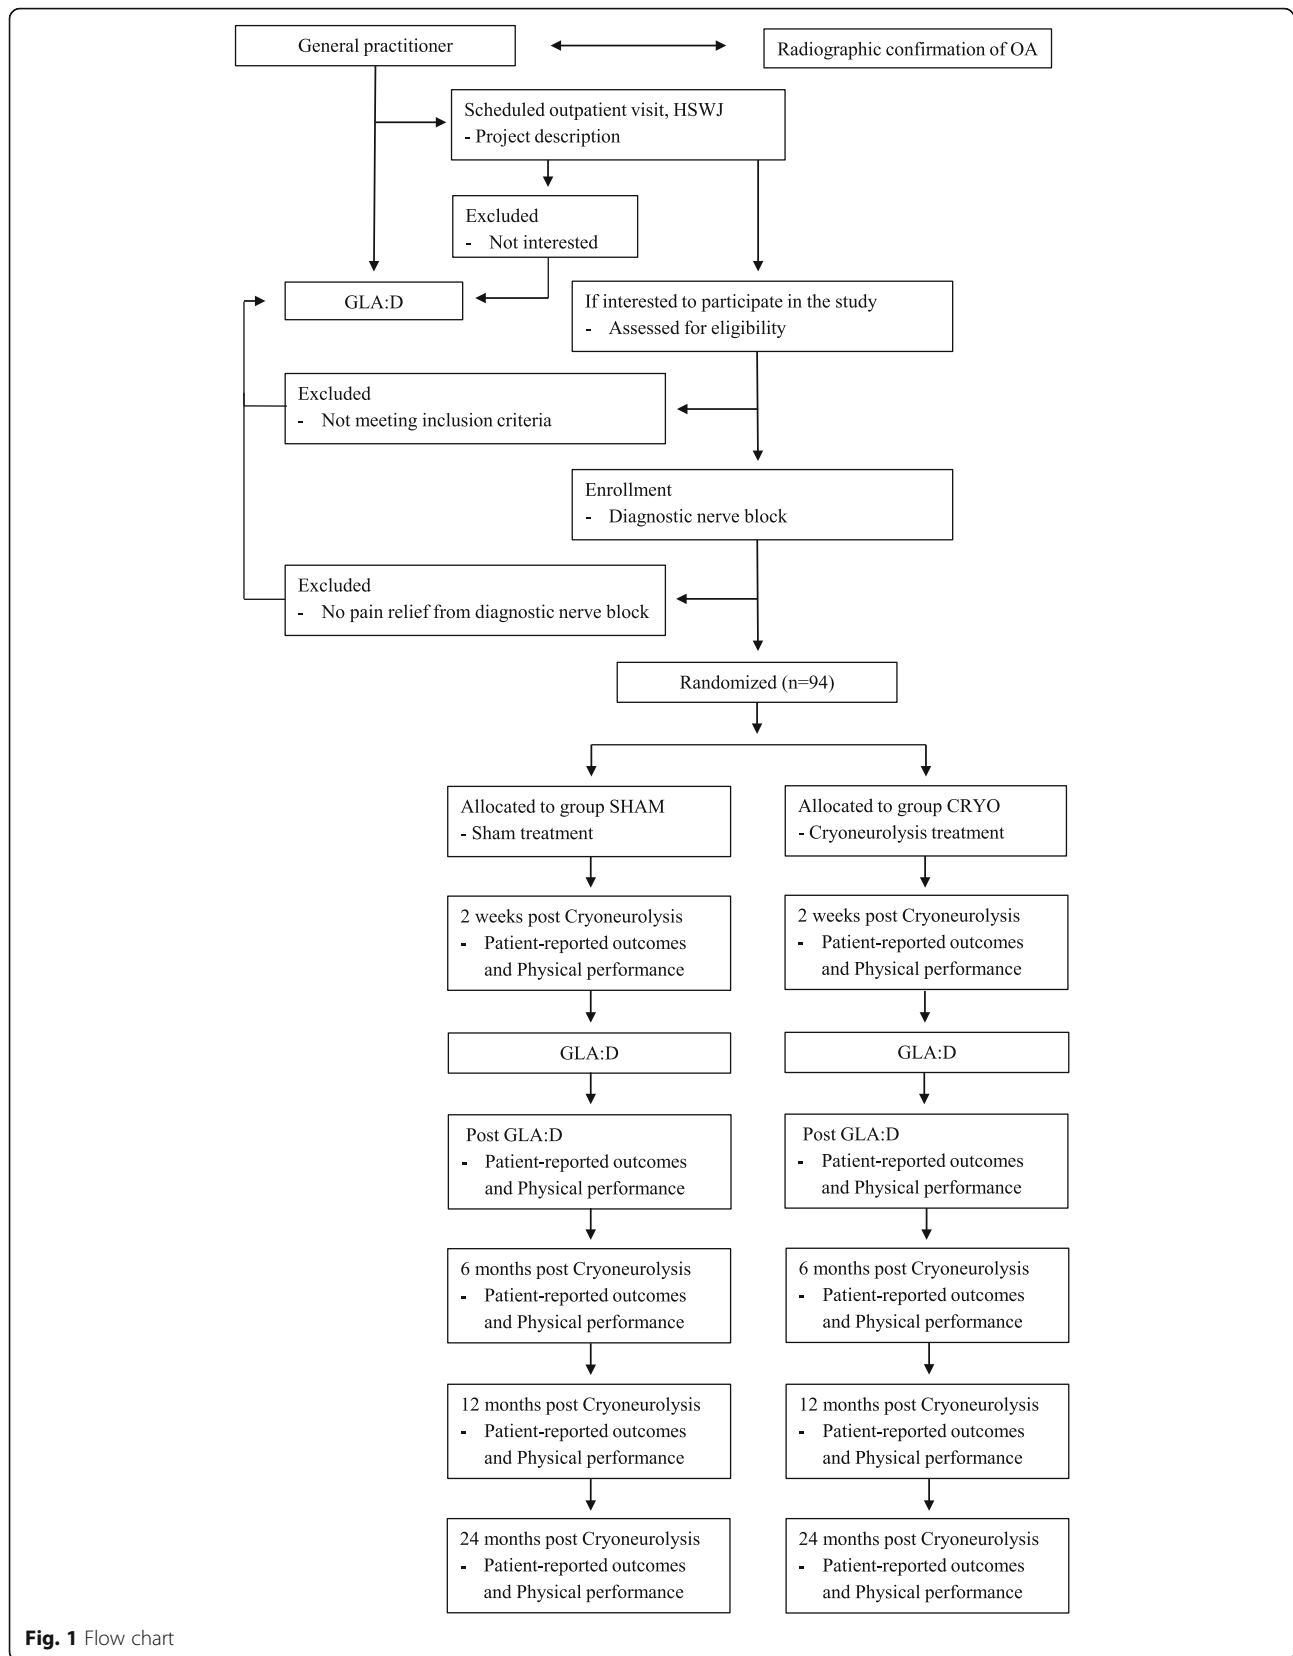 General practitioner
Radiographic confirmation of OA
Scheduled outpatient visit, HSWJ
- Project description
Excluded
- Not interested
GLA:D
If interested to participate in the study
- Assessed for eligibility
Excluded
- Not meeting inclusion criteria
Enrollment
- Diagnostic nerve block
Excluded
- No pain relief from diagnostic nerve block
Randomized (n=94)
Allocated to group SHAM
- Sham treatment
Allocated to group CRYO
- Cryoneurolysis treatment
2 weeks post Cryoneurolysis
- Patient-reported outcomes
and Physical performance
2 weeks post Cryoneurolysis
- Patient-reported outcomes
and Physical performance
GLA:D
GLA:D
Post GLA:D
- Patient-reported outcomes
and Physical performance
Post GLA:D
- Patient-reported outcomes
and Physical performance
6 months post Cryoneurolysis
- Patient-reported outcomes
and Physical performance
6 months post Cryoneurolysis
- Patient-reported outcomes
and Physical performance
12 months post Cryoneurolysis
- Patient-reported outcomes
and Physical performance
12 months post Cryoneurolysis
- Patient-reported outcomes
and Physical performance
24 months post Cryoneurolysis
- Patient-reported outcomes
and Physical performance
24 months post Cryoneurolysis
- Patient-reported outcomes
and Physical performance
Fig. 1 Flow chart